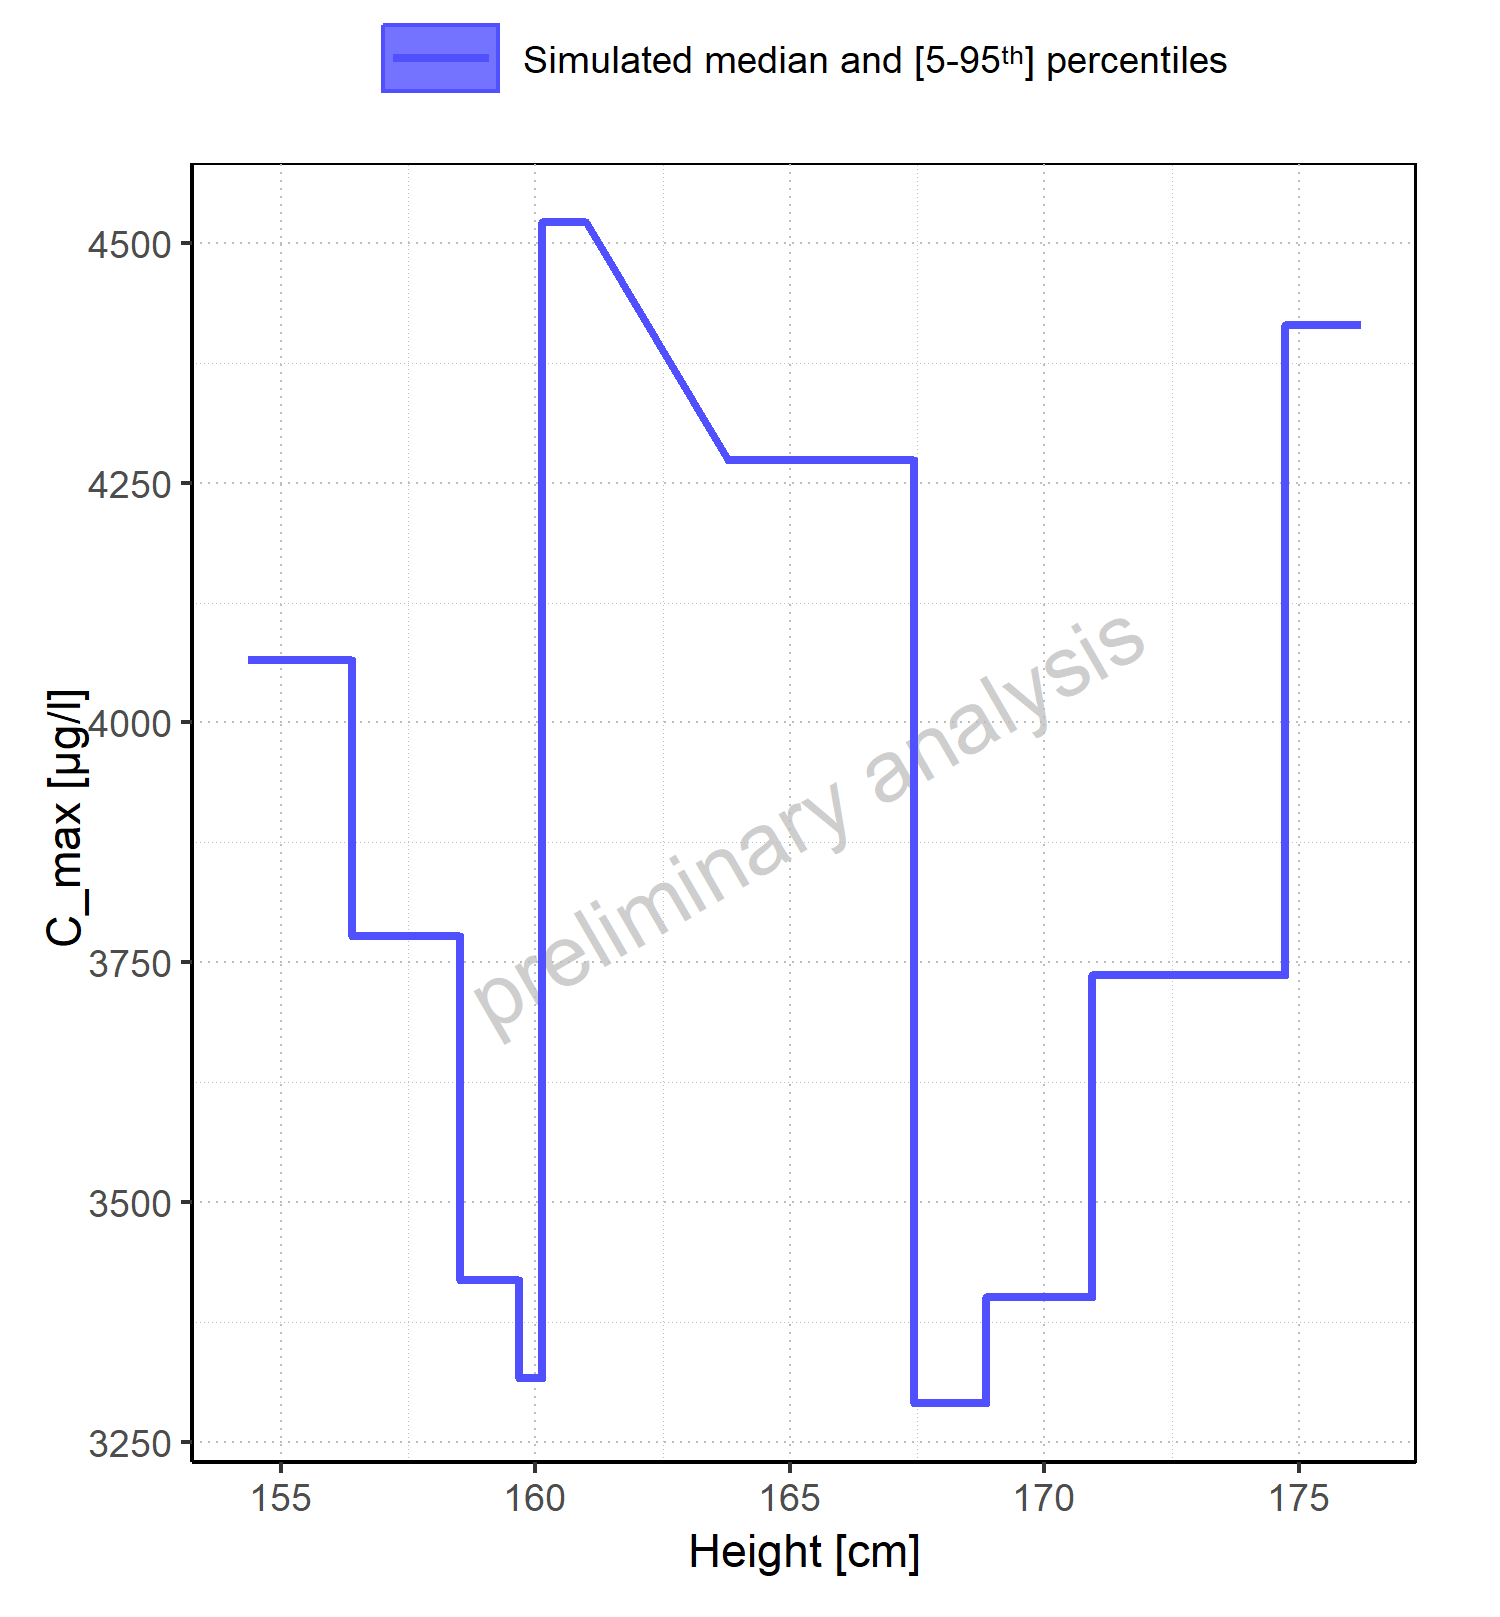 Simulated median and [5-95ᵗʰ] percentiles
4500
4250
4000
3750
3500
3250
C_max [µg/l]
preliminary analysis
155 160 165 170 175
Height [cm]